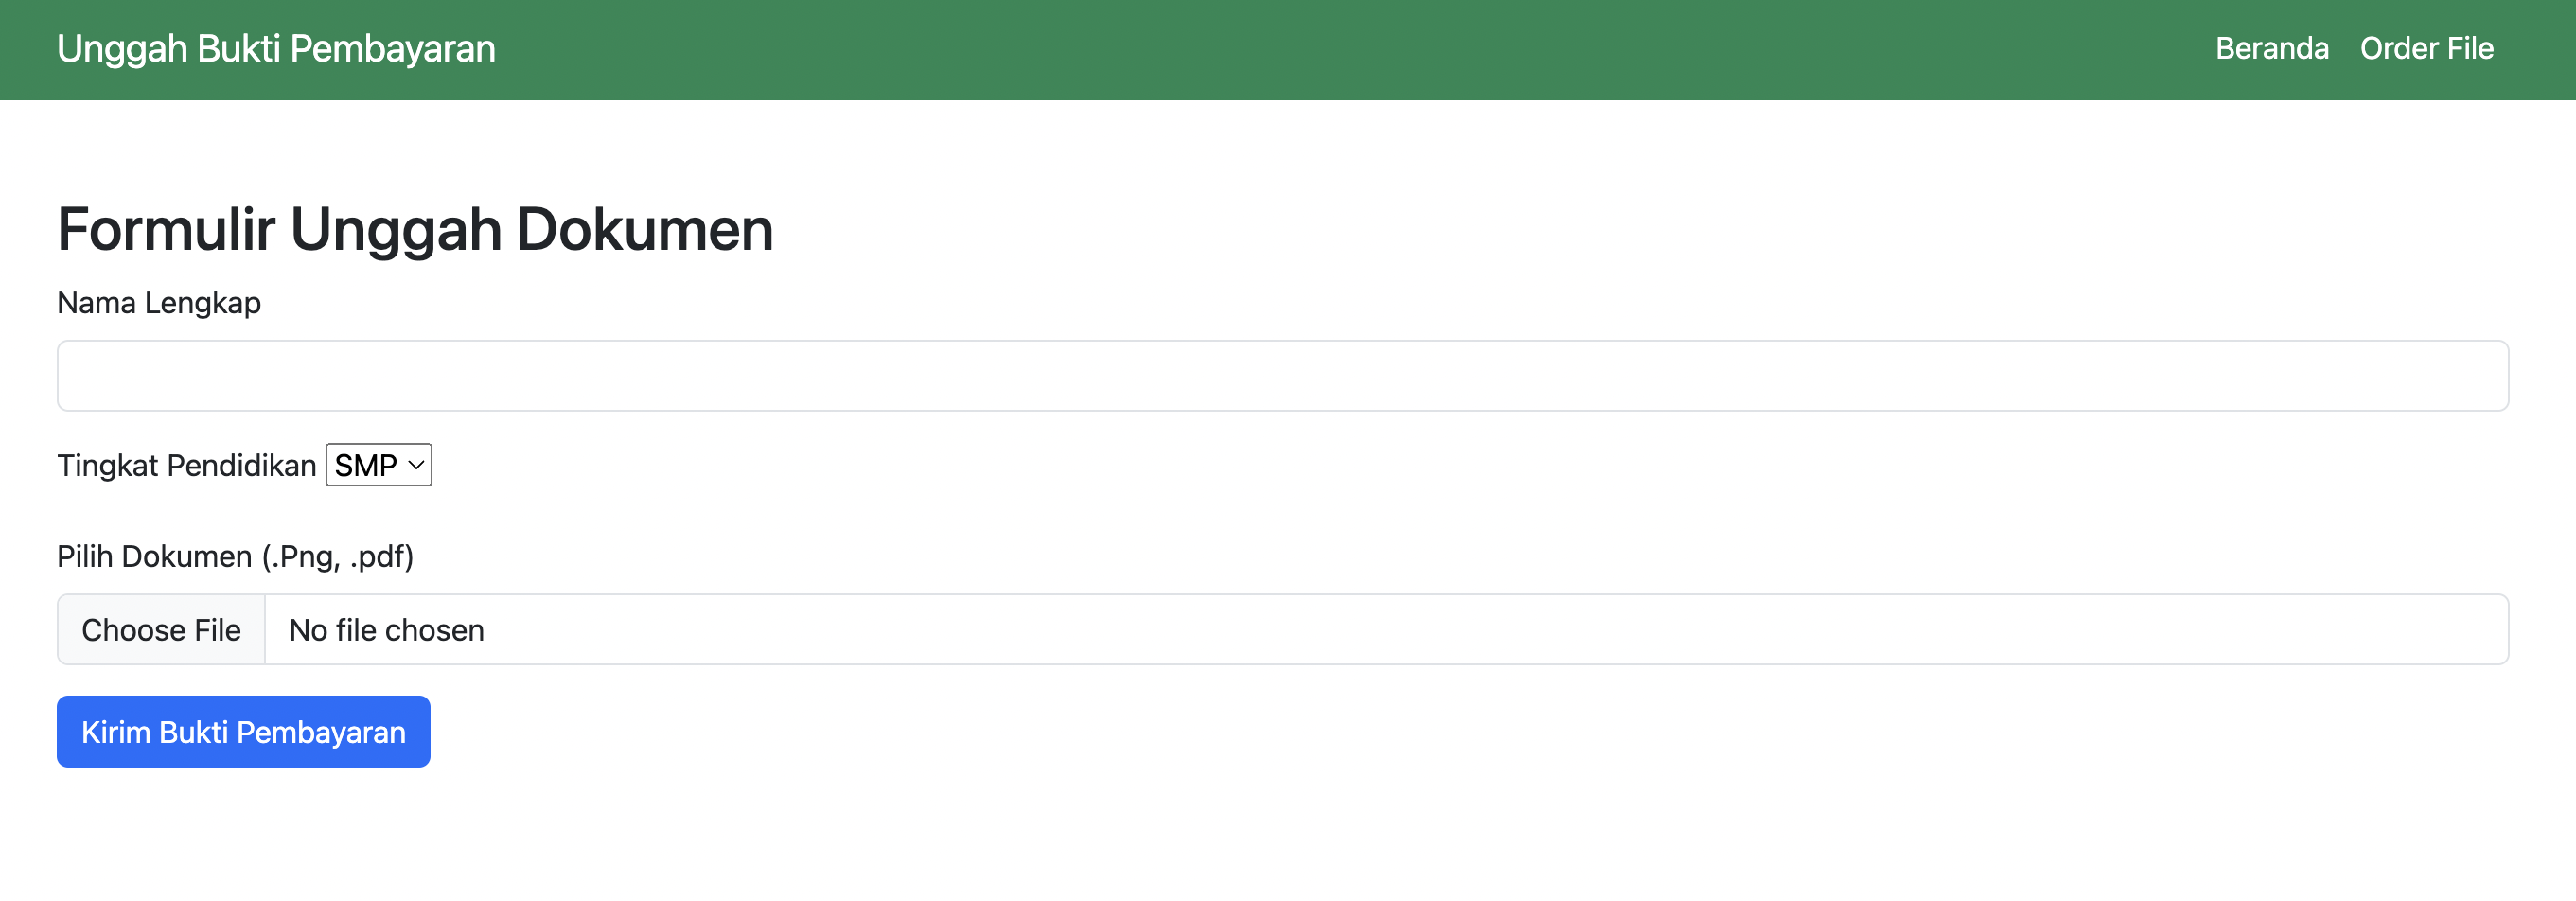 Unggah Bukti Pembayaran Beranda Order File
Formulir Unggah Dokumen
Nama Lengkap
Tingkat Pendidikan SMP
Pilih Dokumen (.Png, .pdf)
Choose File No file chosen
Kirim Bukti Pembayaran